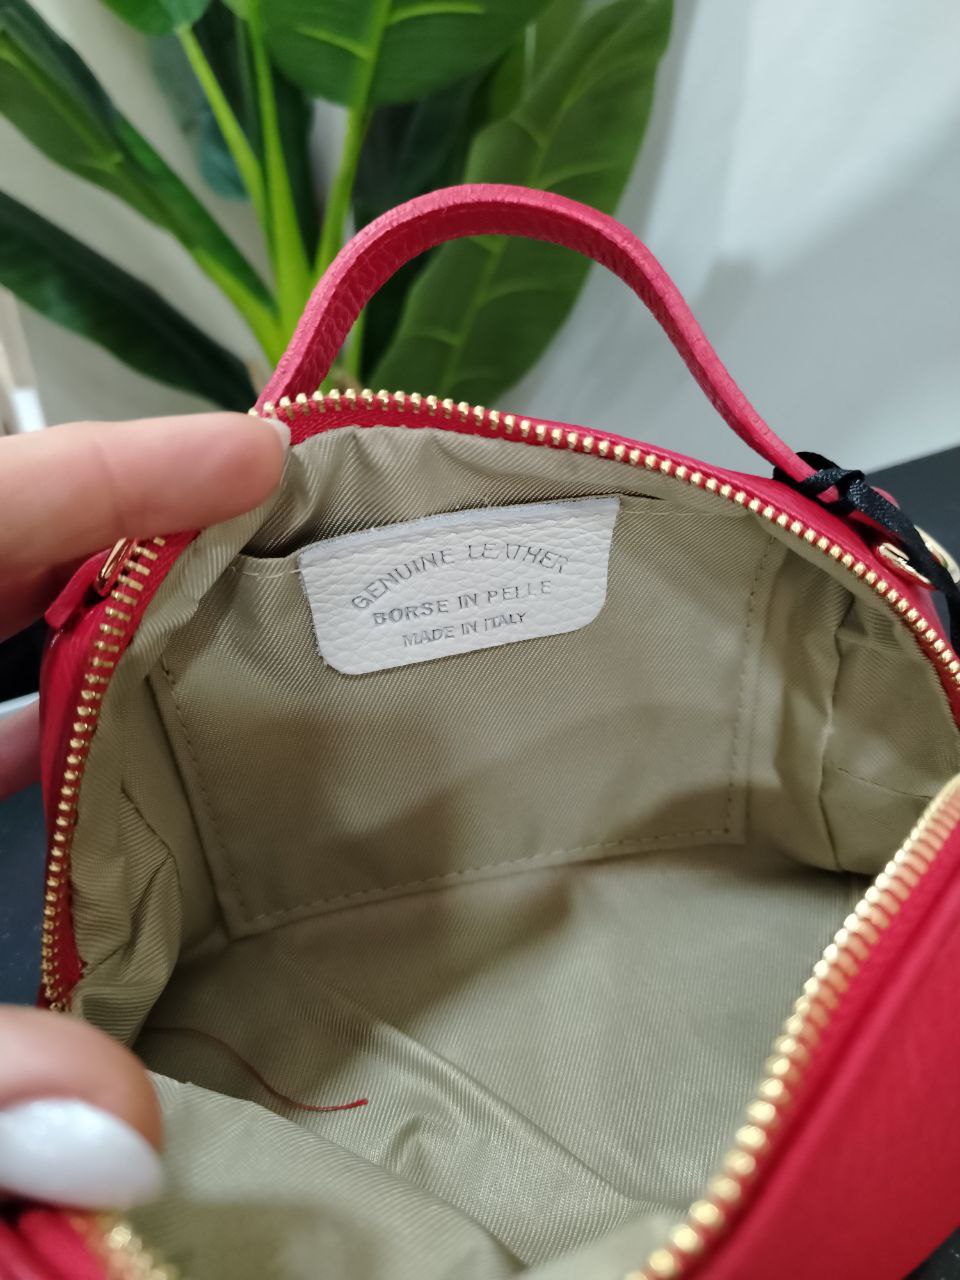 GENUINE LEATHER
BORSE IN PELLE
MADE IN ITALY